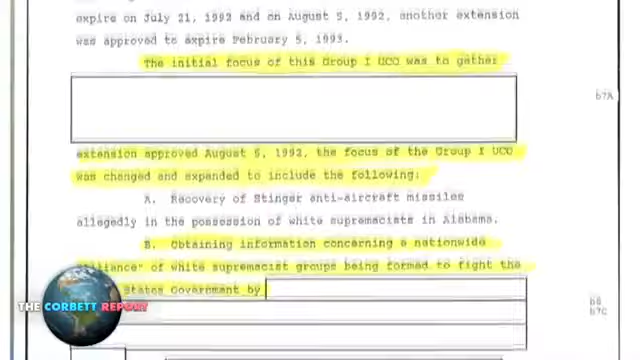 expire on July 21, 1992 and on August 5, 1992, another extension
was approved to expire February 5, 1993.
The initial focus of this Group I UCO was to gather
b7A
extension approved August 5, 1992, the focus of the Group I UCO
was changed and expanded to include the following:
A. Recovery of Stinger anti-aircraft missiles
allegedly in the possession of white supremacists in Alabama.
B. Obtaining information concerning a nationwide
alliance" of white supremacist groups being formed to fight the
States Government by
b6
b7C
THE CORBETT REPORT